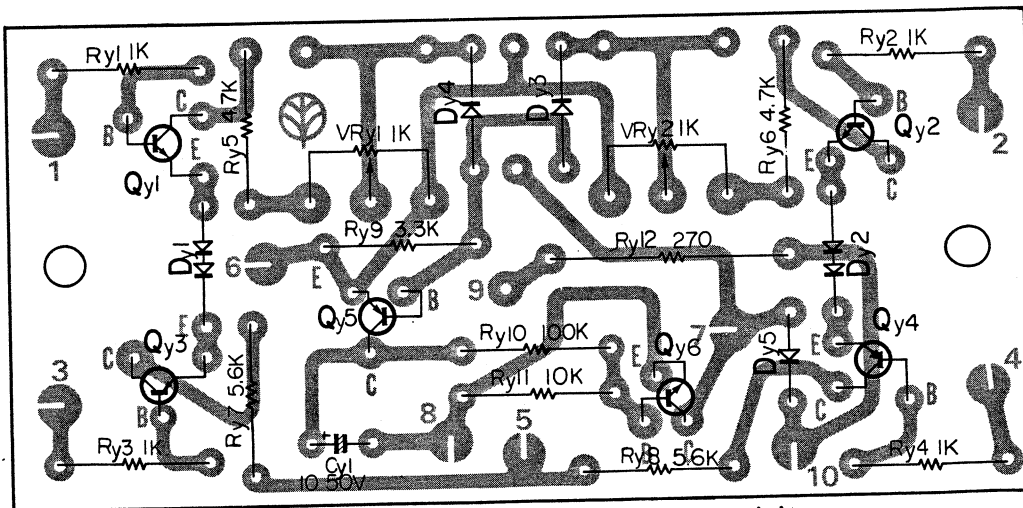 Ry1 1K
Ry2 1K
C
B
E
1
Qy1
Ry5 4.7K
VRy1 1K
Dy4
Dy3
VRy2 1K
Ry6 4.7K
B
E
C
Qy2
2
Dy1
6
Ry9 3.3K
E
B
Qy5
C
9
Ry12 270
Dy2
3
C
E
Qy3
B
Ry7 5.6K
Ry3 1K
Ry10 100K
Ry11 10K
8
5
+
Cy1
10 50V
E
Qy6
B
C
7
Dy5
Ry8 5.6K
Qy4
E
C
B
4
10
Ry4 1K